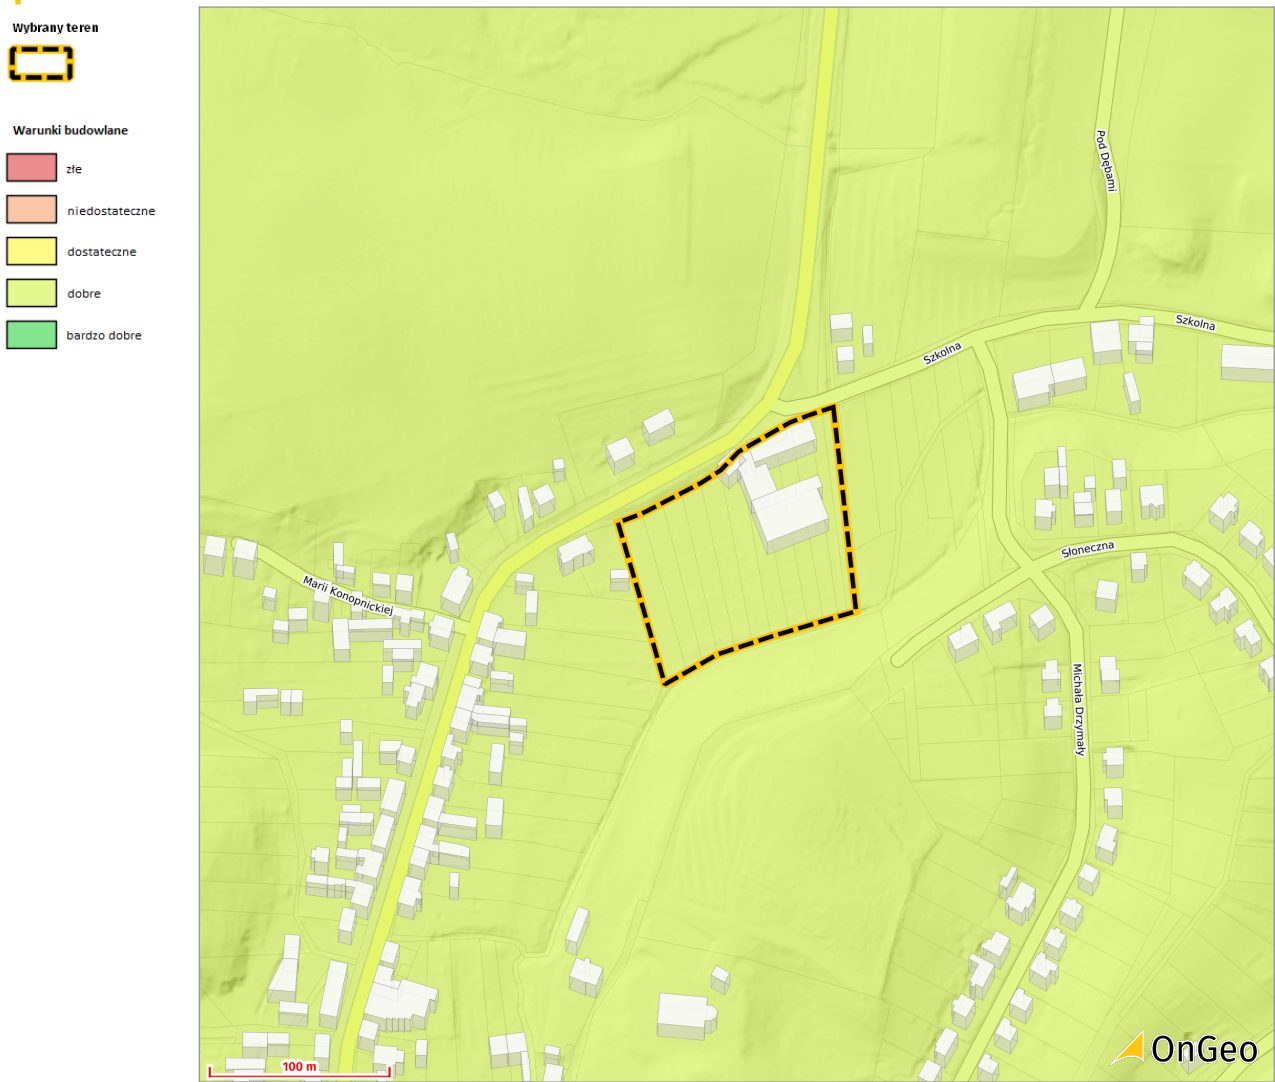 Wybrany teren
Warunki budowlane
złe
niedostateczne
dostateczne
dobre
bardzo dobre
Pod Dębami
Szkolna
Szkolna
Słoneczna
Marii Konopnickiej
Michała Drzymały
100 m
OnGeo